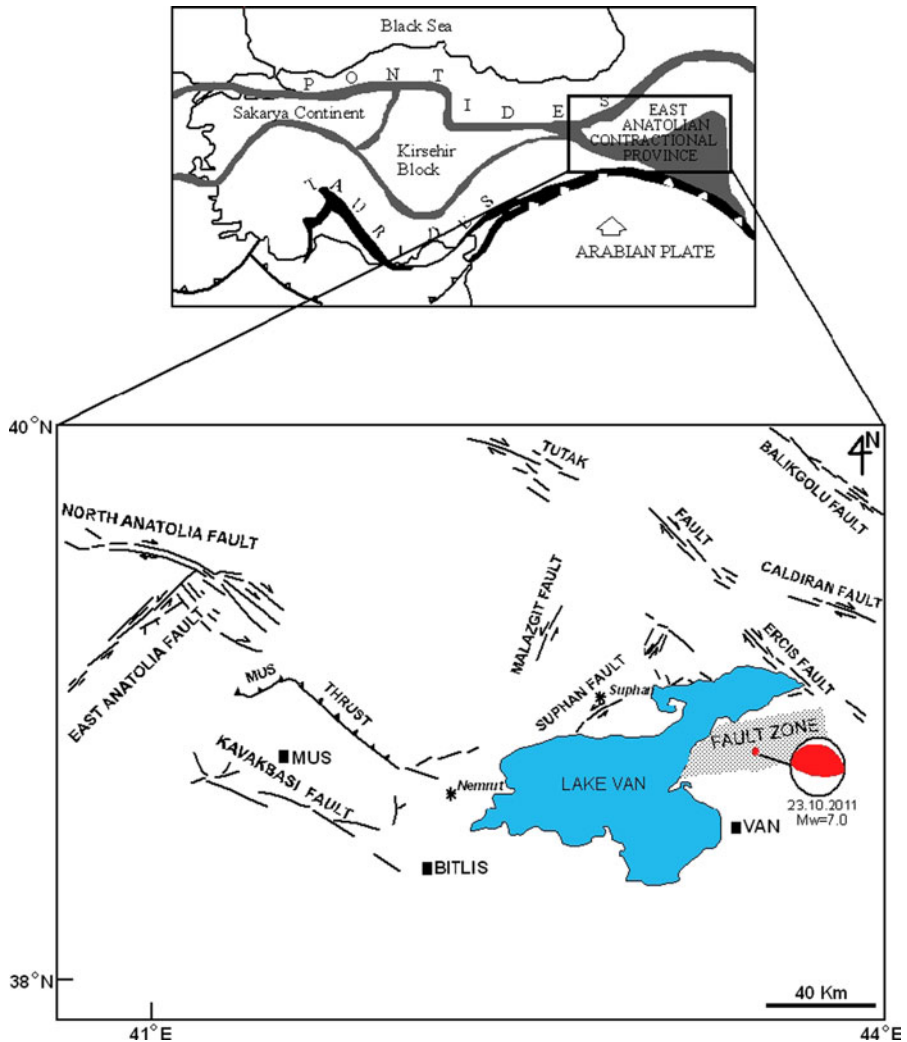 Black Sea
P O N T I D E S
Sakarya Continent
EAST
ANATOLIAN
CONTRACTIONAL
PROVINCE
Kirsehir
Block
T A U R I D E S
ARABIAN PLATE
40°N
N
TUTAK
BALIKGOLU FAULT
NORTH ANATOLIA FAULT
FAULT
CALDIRAN FAULT
MALAZGIT FAULT
ERCIS FAULT
EAST ANATOLIA FAULT
MUS
THRUST
SUPHAN FAULT
Suphan
FAULT ZONE
MUS
KAVAKBASI FAULT
Nemrut
LAKE VAN
23.10.2011
Mw=7.0
VAN
BITLIS
38°N
40 Km
41°E
44°E